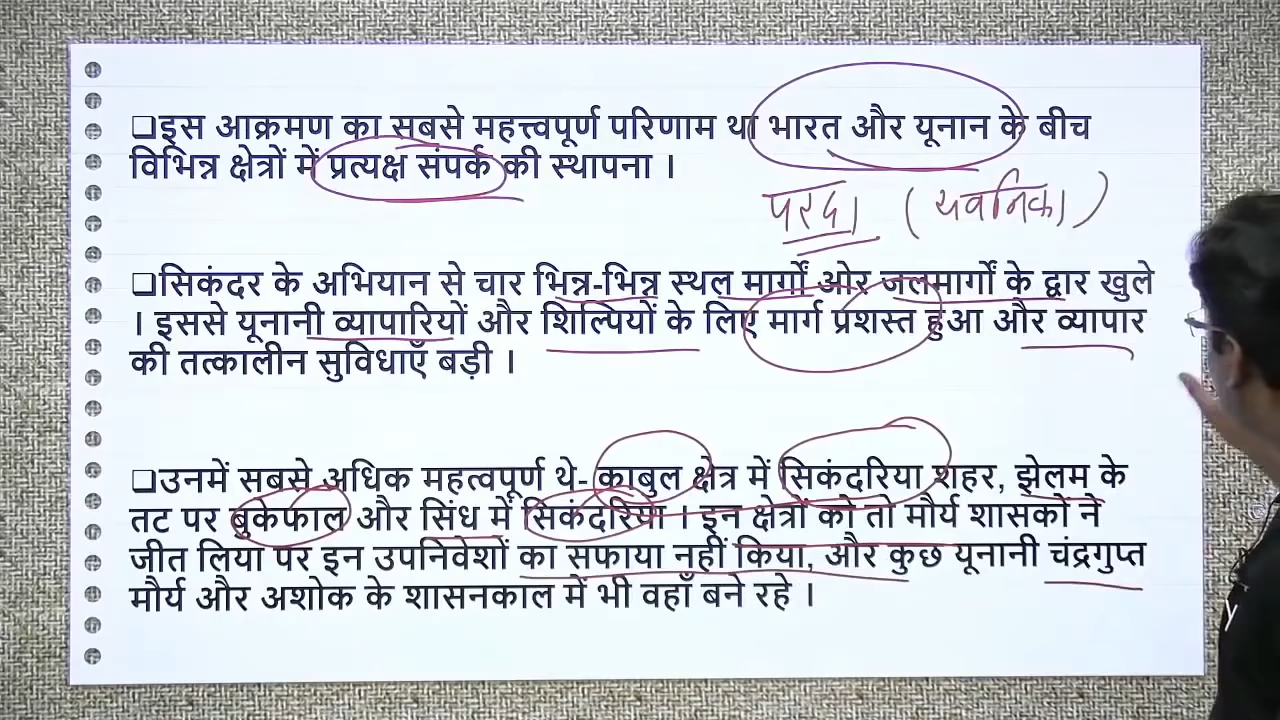 ❑इस आक्रमण का सबसे महत्त्वपूर्ण परिणाम था भारत और यूनान के बीच
विभिन्न क्षेत्रों में प्रत्यक्ष संपर्क की स्थापना ।
परदा (यवनिका)
❑सिकंदर के अभियान से चार भिन्न-भिन्न स्थल मार्गों ओर जलमार्गों के द्वार खुले
। इससे यूनानी व्यापारियों और शिल्पियों के लिए मार्ग प्रशस्त हुआ और व्यापार
की तत्कालीन सुविधाएँ बड़ी ।
❑उनमें सबसे अधिक महत्वपूर्ण थे- काबुल क्षेत्र में सिकंदरिया शहर, झेलम के
तट पर बुकेफाल और सिंध में सिकंदरिया । इन क्षेत्रों को तो मौर्य शासकों ने
जीत लिया पर इन उपनिवेशों का सफाया नहीं किया, और कुछ यूनानी चंद्रगुप्त
मौर्य और अशोक के शासनकाल में भी वहाँ बने रहे ।
y